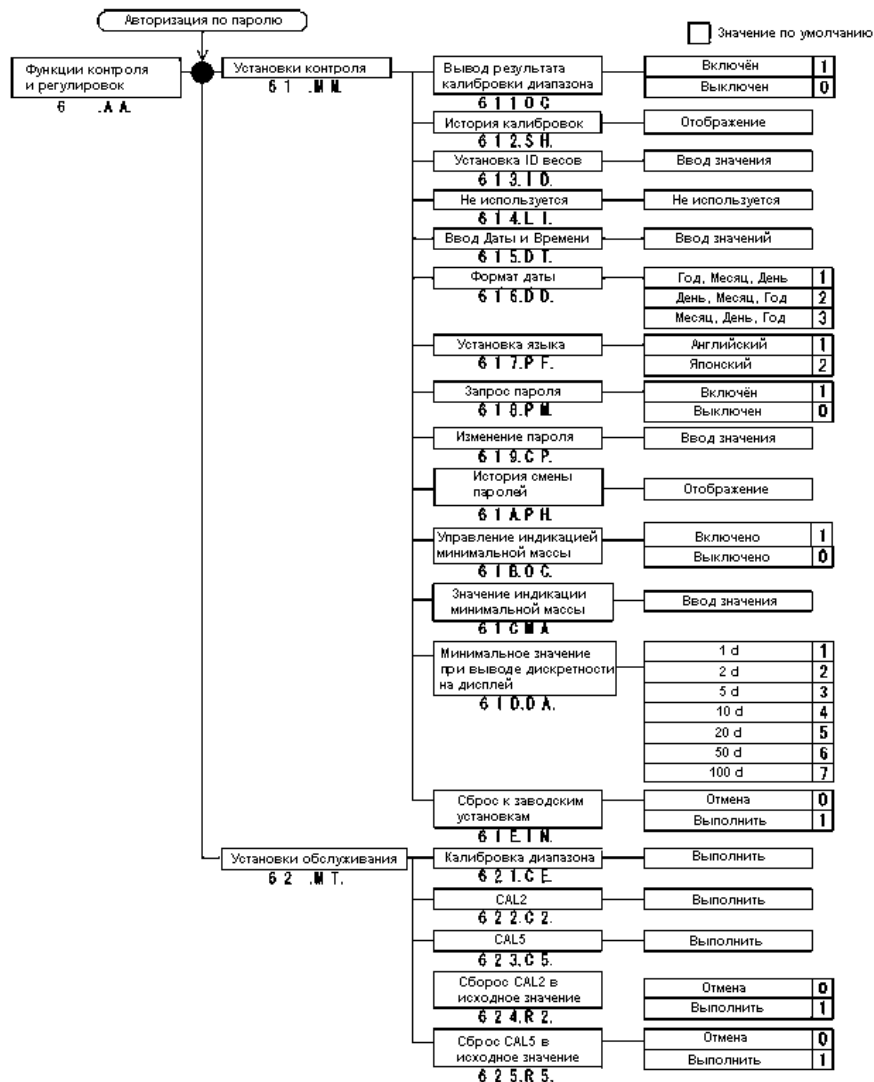 Авторизация по паролю
Значение по умолчанию
Функции контроля
и регулировок
6 .A A.
Установки контроля
6 1 .M M.
Вывод результата
калибровки диапазона
6 1 1 0 C
Включён 1
Выключен 0
История калибровок
6 1 2.S H.
Отображение
Установка ID весов
6 1 3.I D.
Ввод значения
Не используется
6 1 4.L I.
Не используется
Ввод Даты и Времени
6 1 5.D T.
Ввод значений
Формат даты
6 1 6.D D.
Год, Месяц, День 1
День, Месяц, Год 2
Месяц, День, Год 3
Установка языка
6 1 7.P F.
Английский 1
Японский 2
Запрос пароля
6 1 8.P M.
Включён 1
Выключен 0
Изменение пароля
6 1 9.C P.
Ввод значения
История смены
паролей
6 1 A.P H.
Отображение
Управление индикацией
минимальной массы
6 1 B.0 C.
Включено 1
Выключено 0
Значение индикации
минимальной массы
6 1 C M A
Ввод значения
Минимальное значение
при выводе дискретности
на дисплей
6 1 D.D A.
1 d 1
2 d 2
5 d 3
10 d 4
20 d 5
50 d 6
100 d 7
Сброс к заводским
установкам
6 1 E.I N.
Отмена 0
Выполнить 1
Установки обслуживания
6 2 .M T.
Калибровка диапазона
6 2 1.C E.
Выполнить
CAL2
6 2 2.C 2.
Выполнить
CAL5
6 2 3.C 5.
Выполнить
Сборос CAL2 в
исходное значение
6 2 4.R 2.
Отмена 0
Выполнить 1
Сброс CAL5 в
исходное значение
6 2 5.R 5.
Отмена 0
Выполнить 1